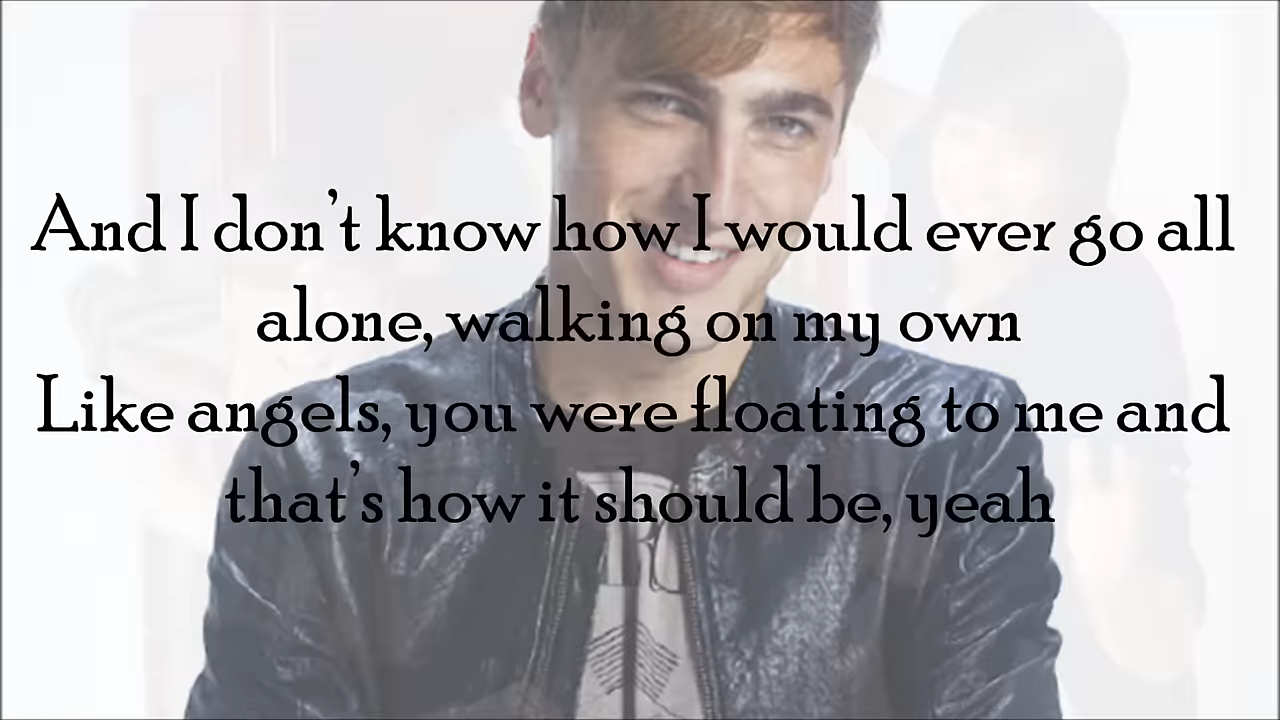 And I don't know how I would ever go all
alone, walking on my own
Like angels, you were floating to me and
that's how it should be, yeah